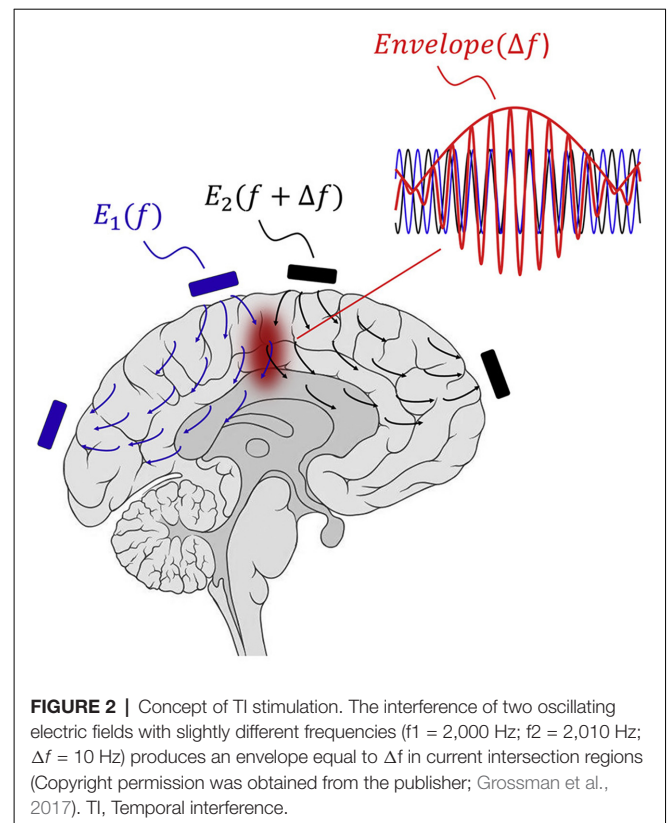 Envelope(Δf)
E₂(f + Δf)
E₁(f)
FIGURE 2 | Concept of TI stimulation. The interference of two oscillating
electric fields with slightly different frequencies (f1 = 2,000 Hz; f2 = 2,010 Hz;
Δf = 10 Hz) produces an envelope equal to Δf in current intersection regions
(Copyright permission was obtained from the publisher; Grossman et al.,
2017). TI, Temporal interference.